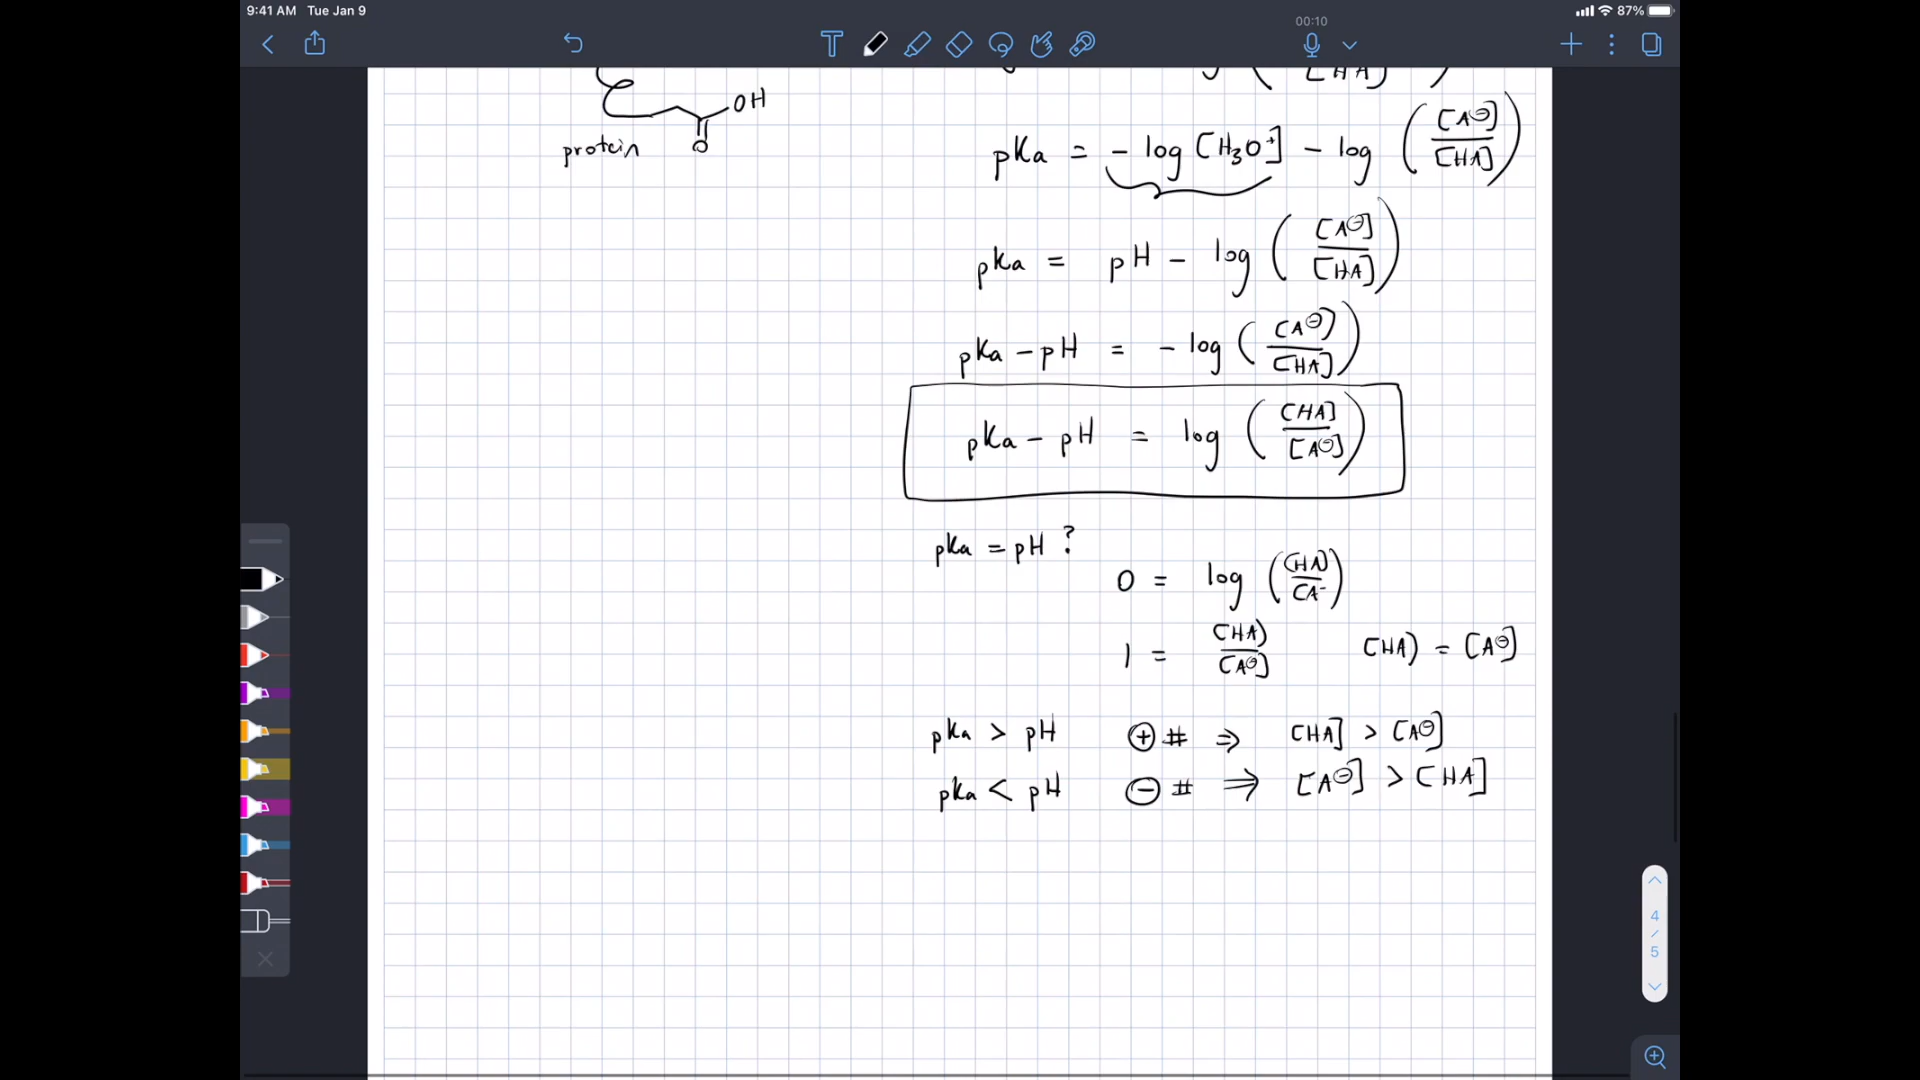 9:41 AM Tue Jan 9
87%
00:10
OH
O
protein
[HA]
pKa = - log [H3O+] - log ([A⊖]/[HA])
pKa = pH - log ([A⊖]/[HA])
pKa - pH = - log ([A⊖]/[HA])
pKa - pH = log ([HA]/[A⊖])
pKa = pH ?
0 = log ([HA]/[A-)
1 = [HA]/[A⊖] [HA] = [A⊖]
pKa > pH ⊕ # ⇒ [HA] > [A⊖]
pKa < pH ⊖ # ⇒ [A⊖] > [HA]
4
/
5